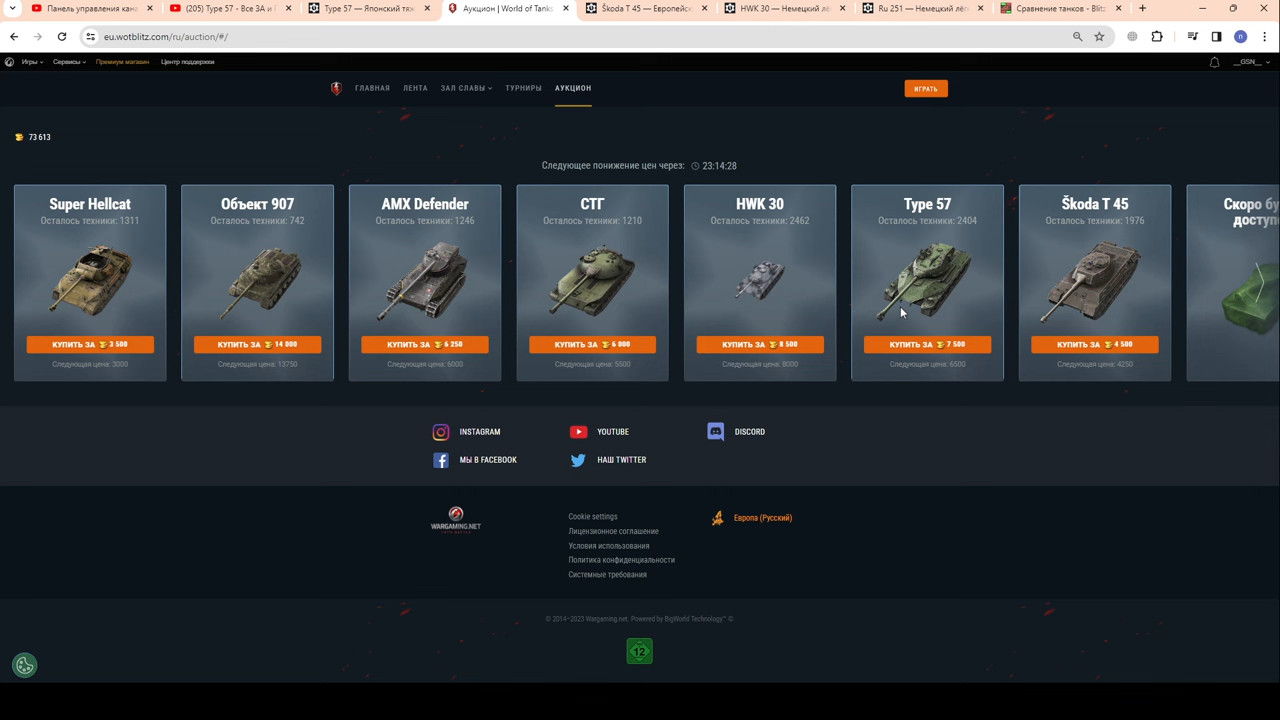 Панель управления кана
(205) Type 57 - Все ЗА и
Type 57 — Японский тяж
Аукцион | World of Tanks
Škoda T 45 — Европейск
HWK 30 — Немецкий лё
Ru 251 — Немецкий лёг
Сравнение танков - Blitz
eu.wotblitz.com/ru/auction/#/
Игры Сервисы Премиум магазин Центр поддержки
__GSN__
ГЛАВНАЯ ЛЕНТА ЗАЛ СЛАВЫ ТУРНИРЫ АУКЦИОН
ИГРАТЬ
73 613
Следующее понижение цен через: 23:14:28
Super Hellcat
Осталось техники: 1311
КУПИТЬ ЗА 3 500
Следующая цена: 3000
Объект 907
Осталось техники: 742
КУПИТЬ ЗА 14 000
Следующая цена: 13750
AMX Defender
Осталось техники: 1246
КУПИТЬ ЗА 6 250
Следующая цена: 6000
СТГ
Осталось техники: 1210
КУПИТЬ ЗА 6 000
Следующая цена: 5500
HWK 30
Осталось техники: 2462
КУПИТЬ ЗА 8 500
Следующая цена: 8000
Type 57
Осталось техники: 2404
КУПИТЬ ЗА 7 500
Следующая цена: 6500
Škoda T 45
Осталось техники: 1976
КУПИТЬ ЗА 4 500
Следующая цена: 4250
Скоро бу
доступ
INSTAGRAM
YOUTUBE
DISCORD
МЫ В FACEBOOK
НАШ TWITTER
WARGAMING.NET
Cookie settings
Лицензионное соглашение
Условия использования
Политика конфиденциальности
Системные требования
Европа (Русский)
© 2014–2023 Wargaming.net. Powered by BigWorld Technology™ ©
12